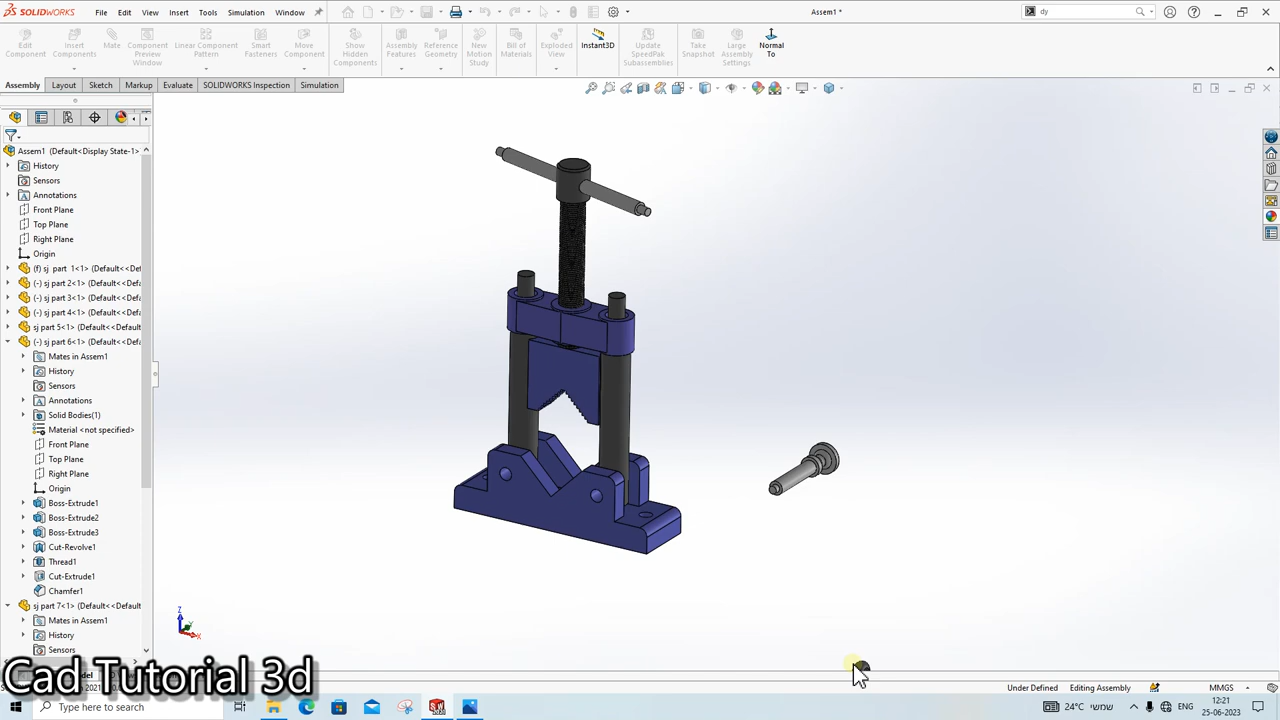 SOLIDWORKS File Edit View Insert Tools Simulation Window Assem1 * dy
Edit Component
Insert Components
Mate
Component Preview Window
Linear Component Pattern
Smart Fasteners
Move Component
Show Hidden Components
Assembly Features
Reference Geometry
New Motion Study
Bill of Materials
Exploded View
Instant3D
Update SpeedPak Subassemblies
Take Snapshot
Large Assembly Settings
Normal To
Assembly Layout Sketch Markup Evaluate SOLIDWORKS Inspection Simulation
Assem1 (Default<Display State-1>
History
Sensors
Annotations
Front Plane
Top Plane
Right Plane
Origin
(f) sj part 1<1> (Default<<Defa
(-) sj part 2<1> (Default<<Defa
(-) sj part 3<1> (Default<<Defa
(-) sj part 4<1> (Default<<Defa
sj part 5<1> (Default<<Default
(-) sj part 6<1> (Default<<Defa
Mates in Assem1
History
Sensors
Annotations
Solid Bodies(1)
Material <not specified>
Front Plane
Top Plane
Right Plane
Origin
Boss-Extrude1
Boss-Extrude2
Boss-Extrude3
Cut-Revolve1
Thread1
Cut-Extrude1
Chamfer1
sj part 7<1> (Default<<Default
Mates in Assem1
History
Sensors
Z
Y
X
Cad Tutorial 3d
Under Defined Editing Assembly MMGS
Type here to search
24°C שמשי ENG 12:21
25-06-2023